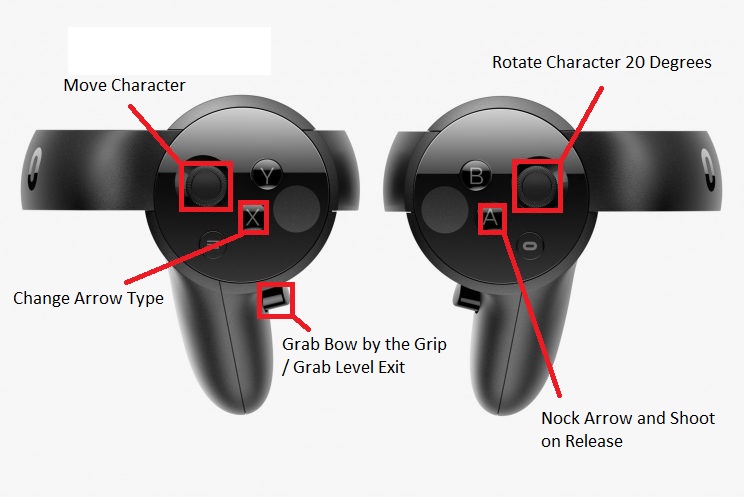 Move Character
Rotate Character 20 Degrees
Y
B
X
A
Change Arrow Type
Grab Bow by the Grip
/ Grab Level Exit
Nock Arrow and Shoot
on Release